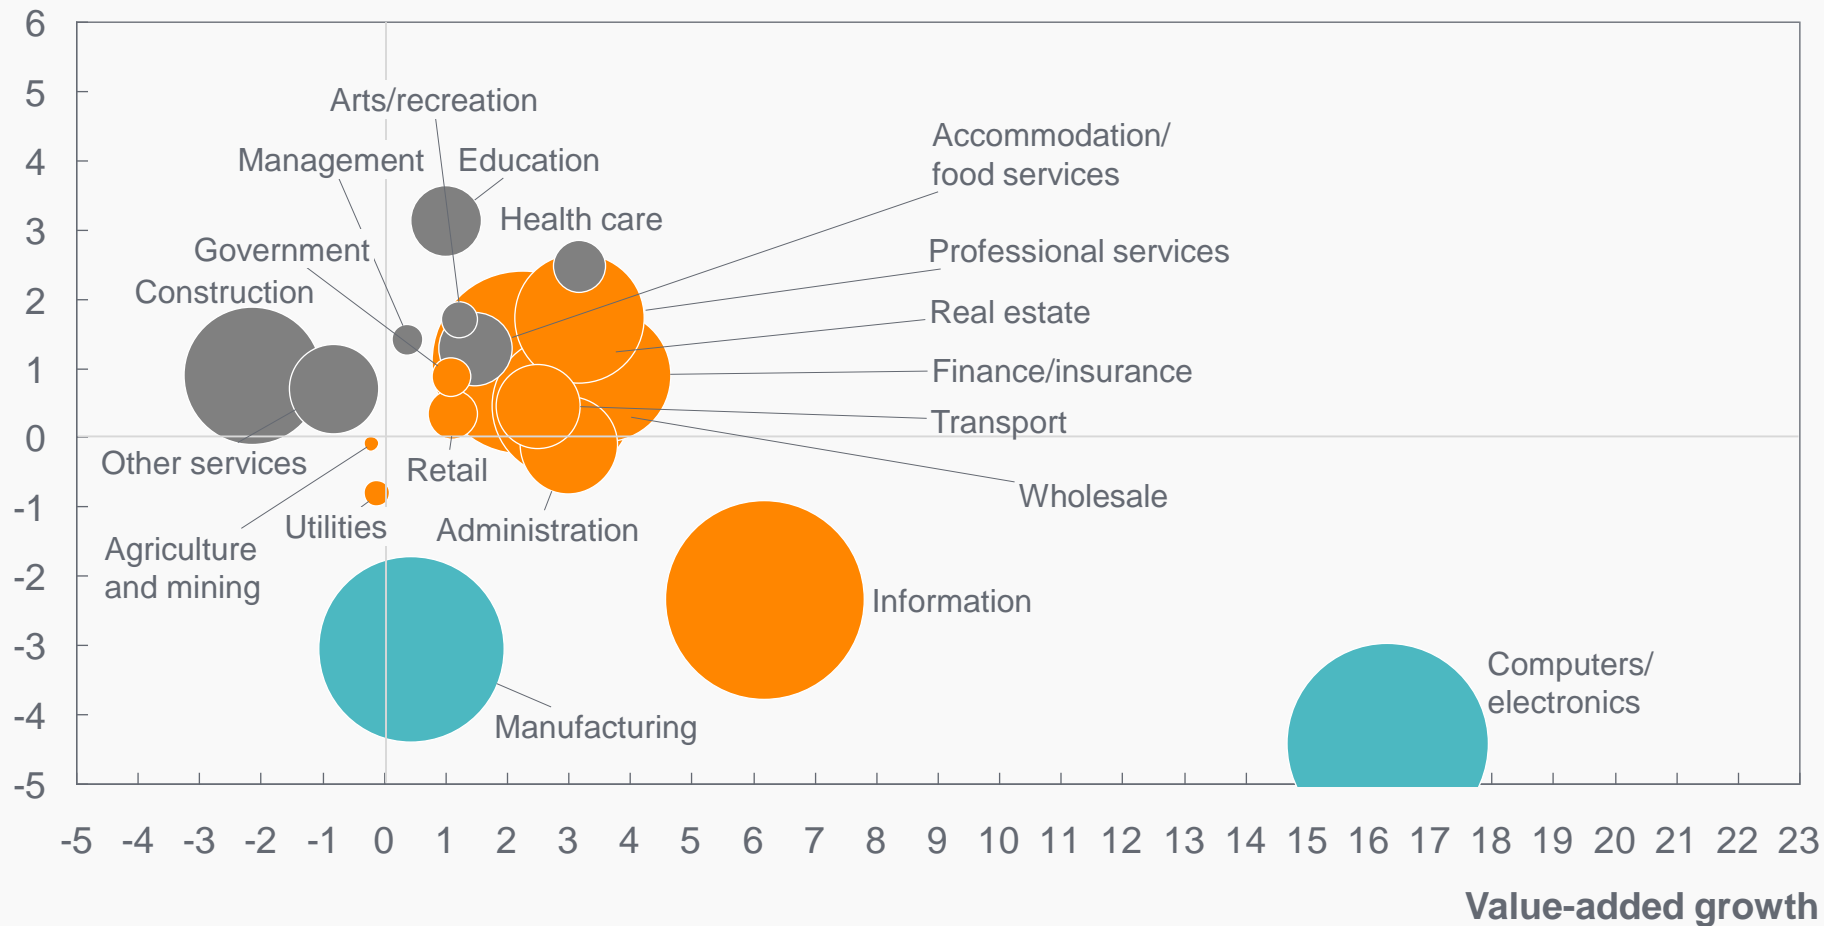 6
5
4
3
2
1
0
-1
-2
-3
-4
-5
Arts/recreation
Management
Education
Health care
Government
Construction
Accommodation/
food services
Professional services
Real estate
Finance/insurance
Transport
Wholesale
Other services
Retail
Utilities
Administration
Agriculture
and mining
Information
Manufacturing
Computers/
electronics
-5 -4 -3 -2 -1 0 1 2 3 4 5 6 7 8 9 10 11 12 13 14 15 16 17 18 19 20 21 22 23
Value-added growth